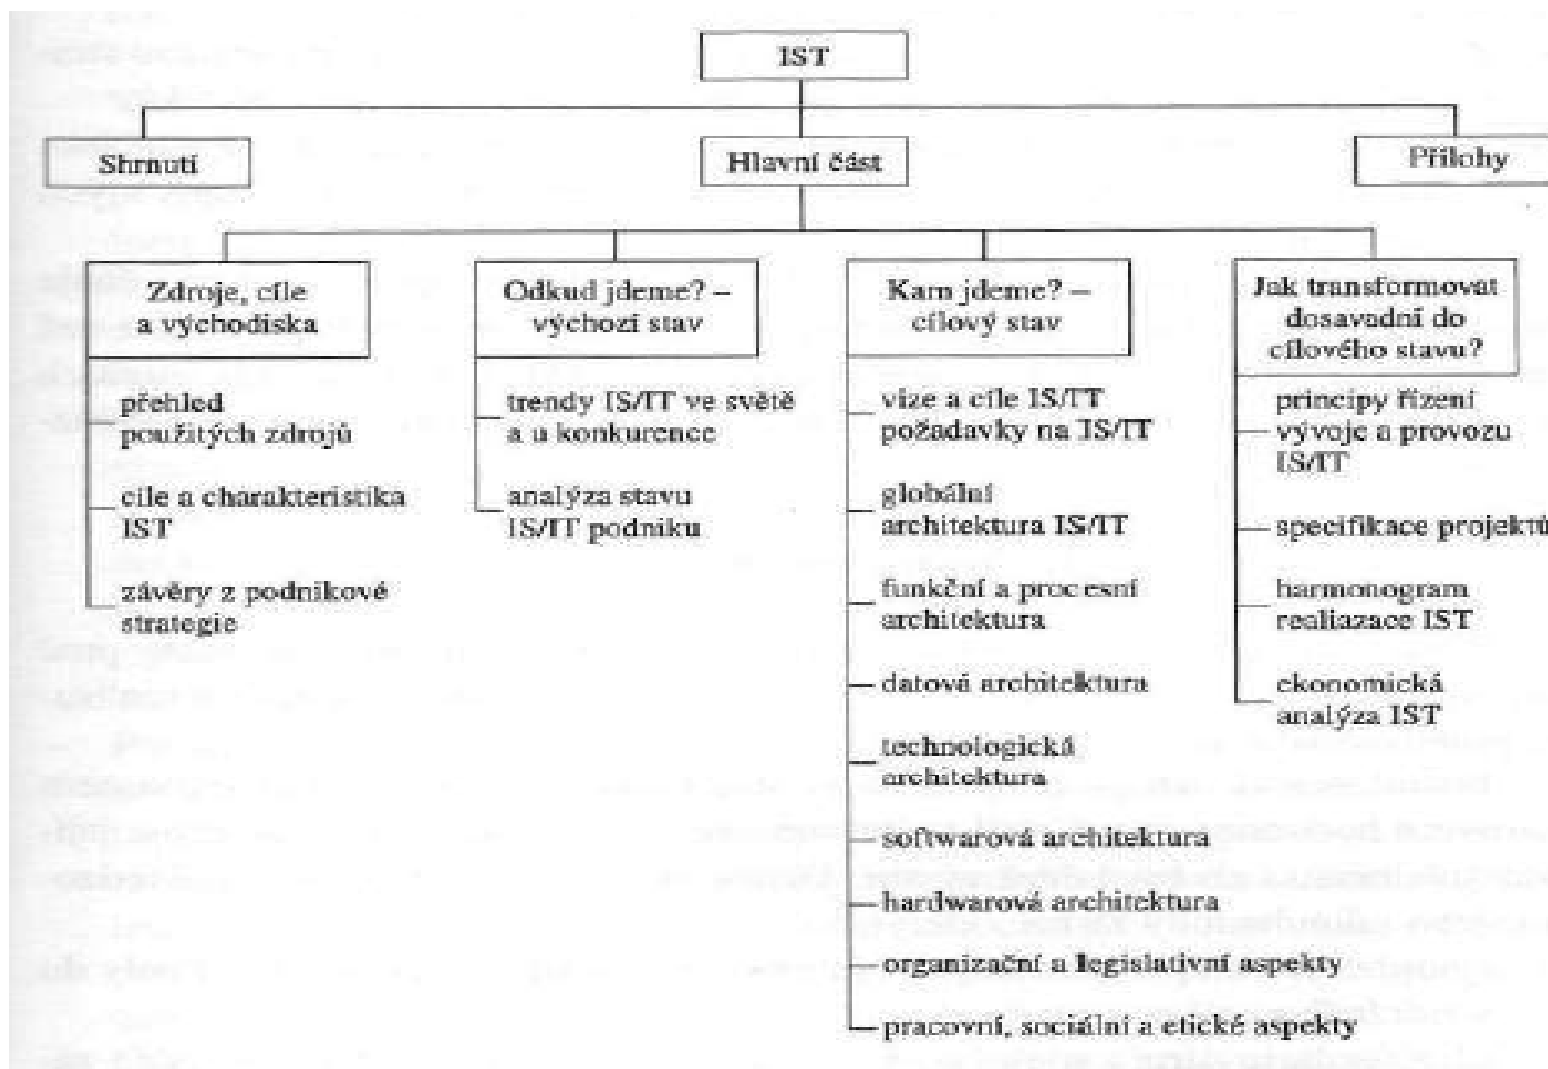 IST
Shrnutí
Hlavní část
Přílohy
Zdroje, cíle
a východiska
přehled
použitých zdrojů
cíle a charakteristika
IST
závěry z podnikové
strategie
Odkud jdeme? –
výchozí stav
trendy IS/IT ve světě
a u konkurence
analýza stavu
IS/IT podniku
Kam jdeme? –
cílový stav
vize a cíle IS/IT
požadavky na IS/IT
globální
architektura IS/IT
funkční a procesní
architektura
datová architektura
technologická
architektura
softwarová architektura
hardwarová architektura
organizační a legislativní aspekty
pracovní, sociální a etické aspekty
Jak transformovat
dosavadní do
cílového stavu?
principy řízení
vývoje a provozu
IS/IT
specifikace projektů
harmonogram
realiazace IST
ekonomická
analýza IST